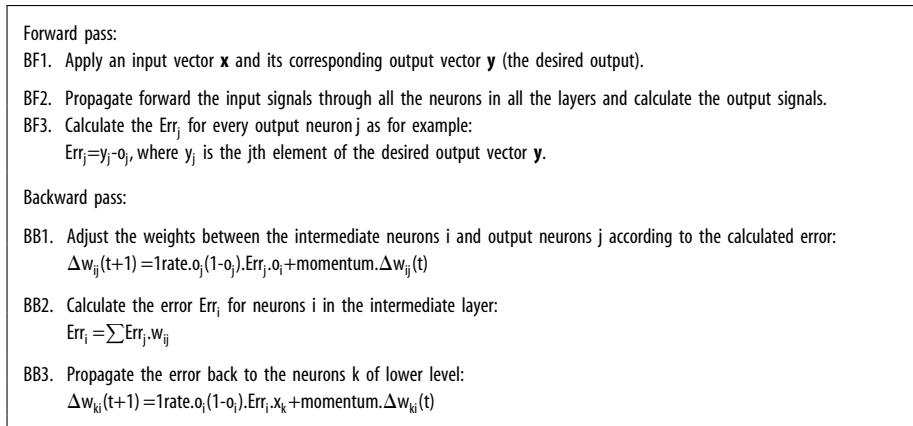 Forward pass:
BF1. Apply an input vector x and its corresponding output vector y (the desired output).
BF2. Propagate forward the input signals through all the neurons in all the layers and calculate the output signals.
BF3. Calculate the Errⱼ for every output neuron j as for example:
Errⱼ=yⱼ-oⱼ, where yⱼ is the jth element of the desired output vector y.
Backward pass:
BB1. Adjust the weights between the intermediate neurons i and output neurons j according to the calculated error:
Δwᵢⱼ(t+1) =1rate.oⱼ(1-oⱼ).Errⱼ.oᵢ+momentum.Δwᵢⱼ(t)
BB2. Calculate the error Errᵢ for neurons i in the intermediate layer:
Errᵢ =∑Errⱼ.wᵢⱼ
BB3. Propagate the error back to the neurons k of lower level:
Δwₖᵢ(t+1) =1rate.oᵢ(1-oᵢ).Errⱼ.xₖ+momentum.Δwₖᵢ(t)